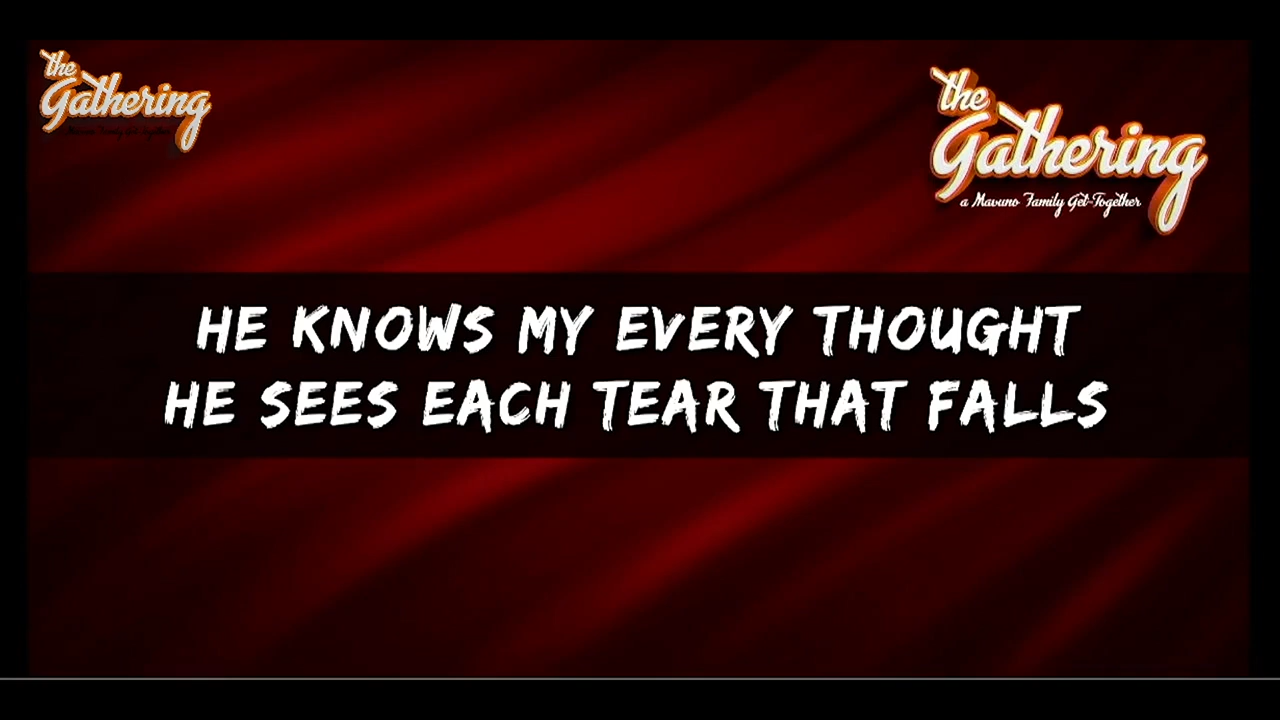 the
Gathering
the
Gathering
a Mavuno Family Get-Together
HE KNOWS MY EVERY THOUGHT
HE SEES EACH TEAR THAT FALLS